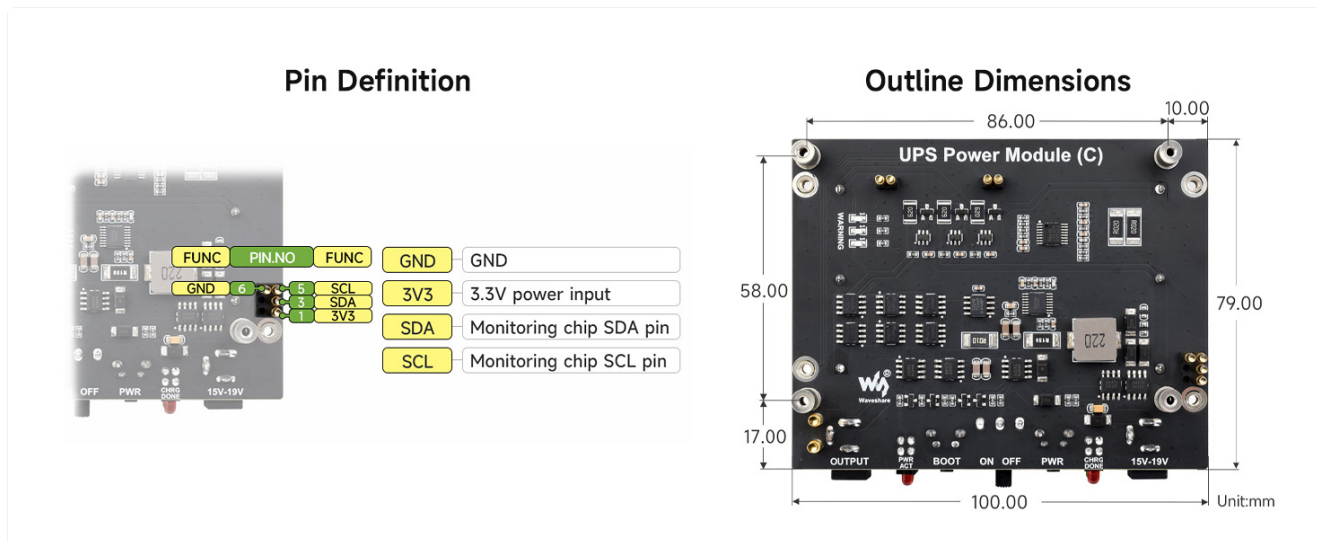 Pin Definition
FUNC PIN.NO FUNC
GND 6 5 SCL
3 SDA
1 3V3
GND GND
3V3 3.3V power input
SDA Monitoring chip SDA pin
SCL Monitoring chip SCL pin
220
OFF PWR CHRG DONE 15V-19V
Outline Dimensions
86.00 10.00
UPS Power Module (C)
WARNING
58.00
79.00
220
R010
Waveshare
17.00
OUTPUT PWR ACT BOOT ON OFF PWR CHRG DONE 15V-19V
100.00 Unit:mm